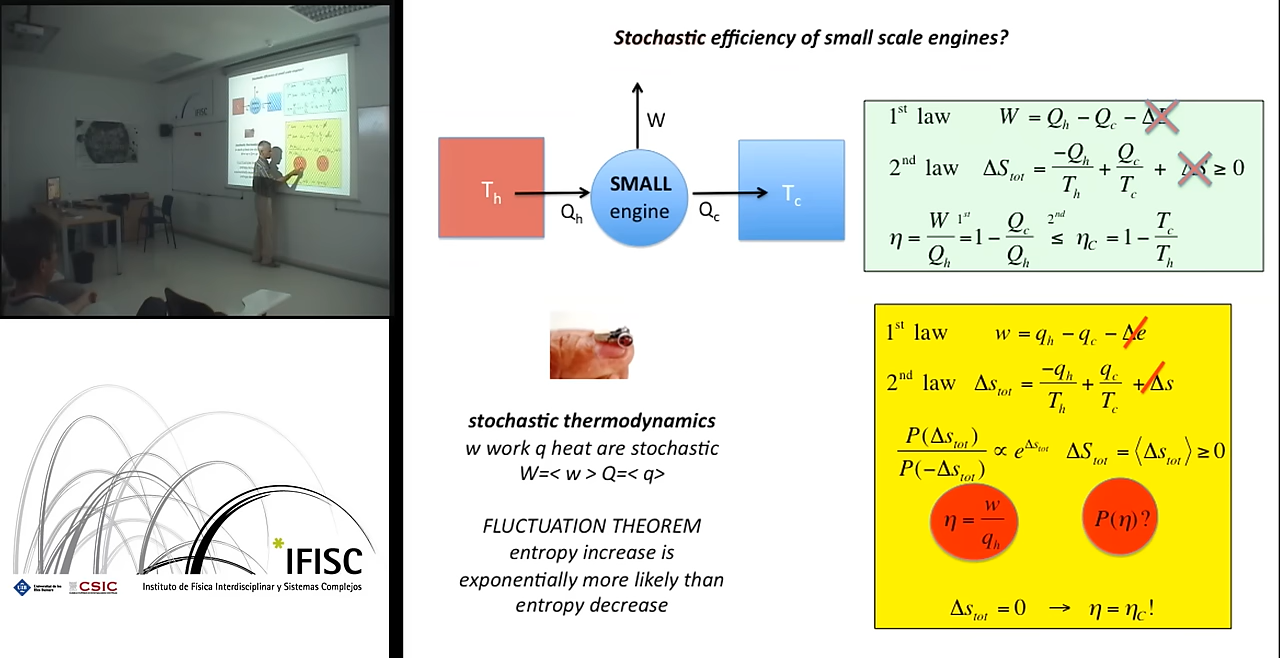 Stochastic efficiency of small scale engines?
W
T_h
Q_h
SMALL
engine
Q_c
T_c
1st law W = Q_h − Q_c − Δ
2nd law ΔS_tot = −Q_h/T_h + Q_c/T_c + ΔS ≥ 0
η = W/Q_h =^1st 1 − Q_c/Q_h ≤^2nd η_C = 1 − T_c/T_h
1st law w = q_h − q_c − Δe
2nd law Δs_tot = −q_h/T_h + q_c/T_c + Δs
P(Δs_tot)/P(−Δs_tot) ∝ e^Δs_tot ΔS_tot = ⟨Δs_tot⟩ ≥ 0
η = w/q_h
P(η)?
Δs_tot = 0 → η = η_C!
stochastic thermodynamics
w work q heat are stochastic
W=< w > Q=< q>
FLUCTUATION THEOREM
entropy increase is
exponentially more likely than
entropy decrease
*IFISC
CSIC
Instituto de Física Interdisciplinar y Sistemas Complejos